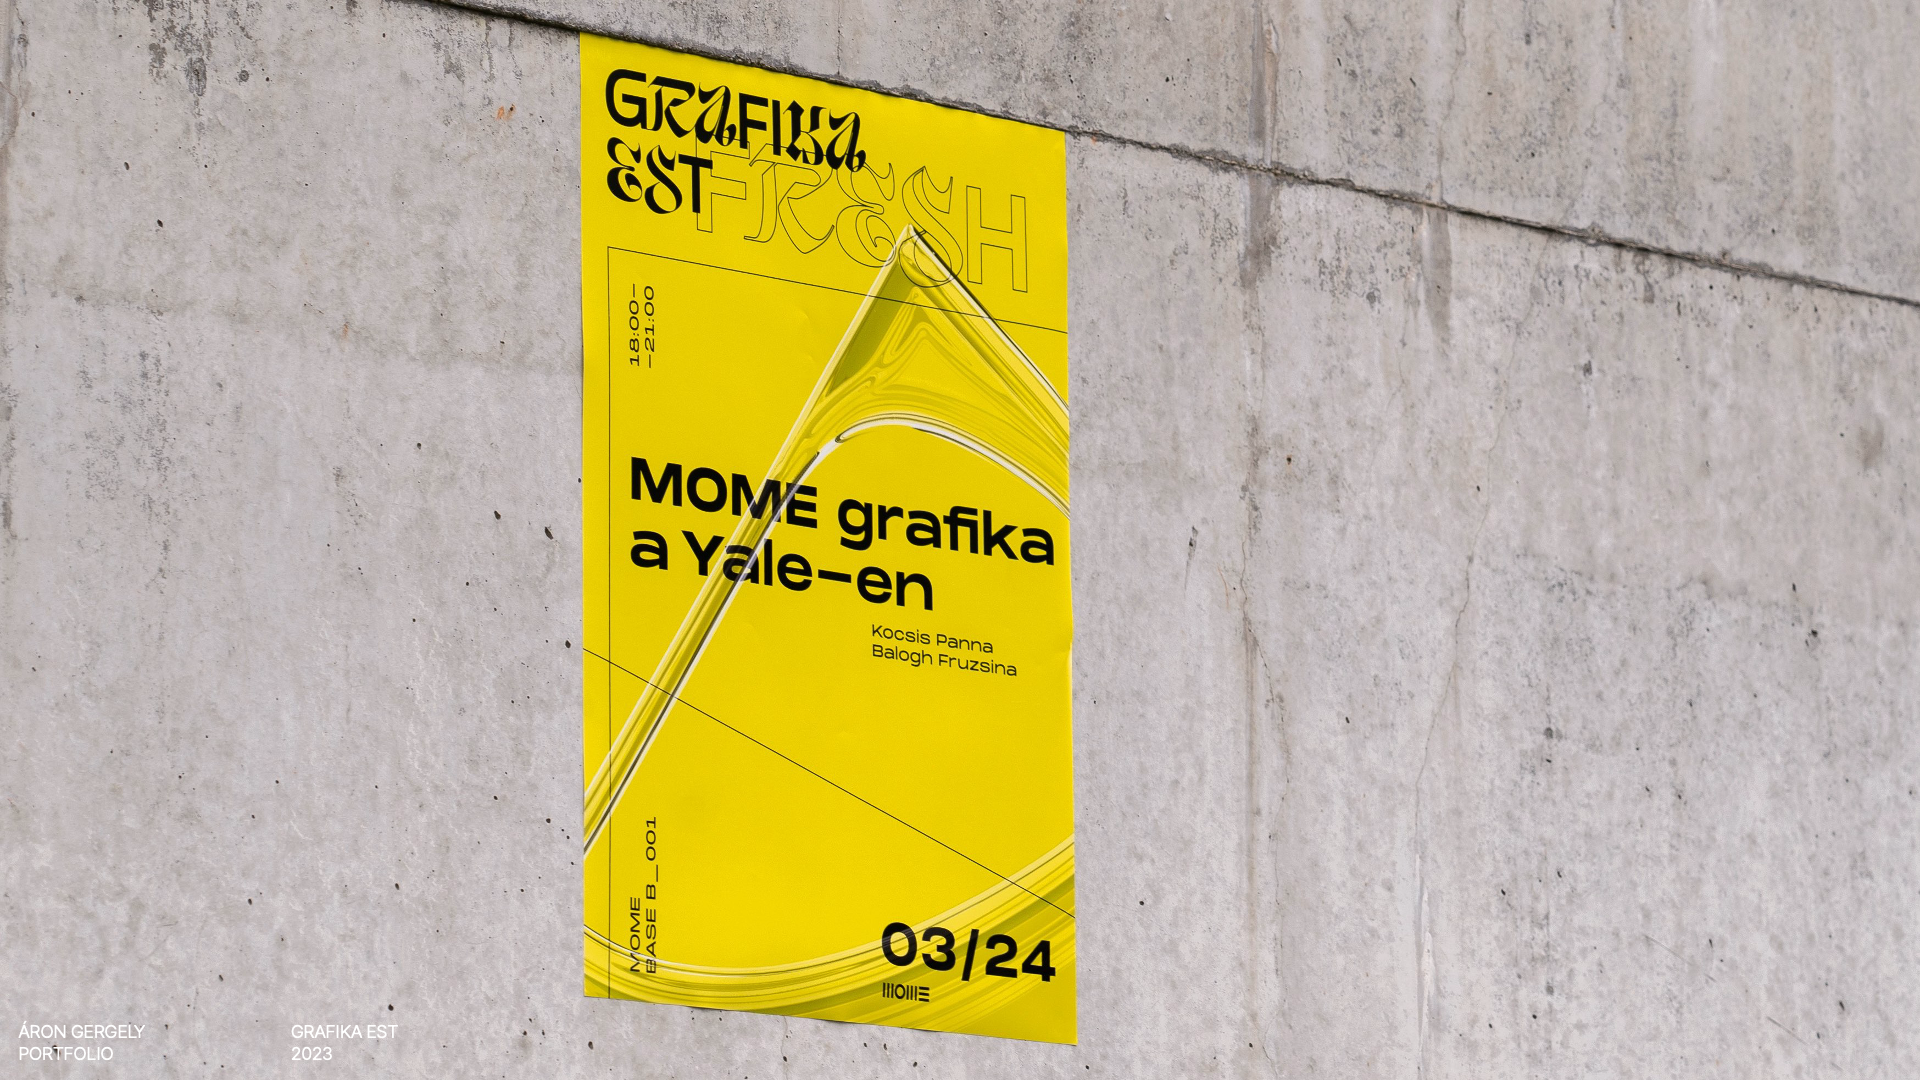 GRAFIKA
EST
FRESH
18:00–
–21:00
MOME grafika
a Yale–en
Kocsis Panna
Balogh Fruzsina
MOME
BASE B_001
03/24
MOME
ÁRON GERGELY
PORTFOLIO
GRAFIKA EST
2023